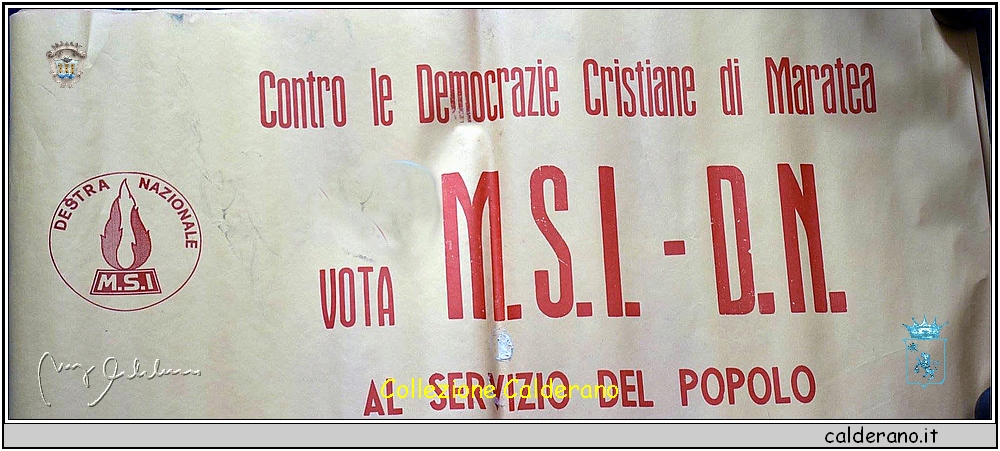 Contro le Democrazie Cristiane di Maratea
DESTRA NAZIONALE
M.S.I
VOTA M.S.I. - D.N.
AL SERVIZIO DEL POPOLO
Collezione Calderano
calderano.it